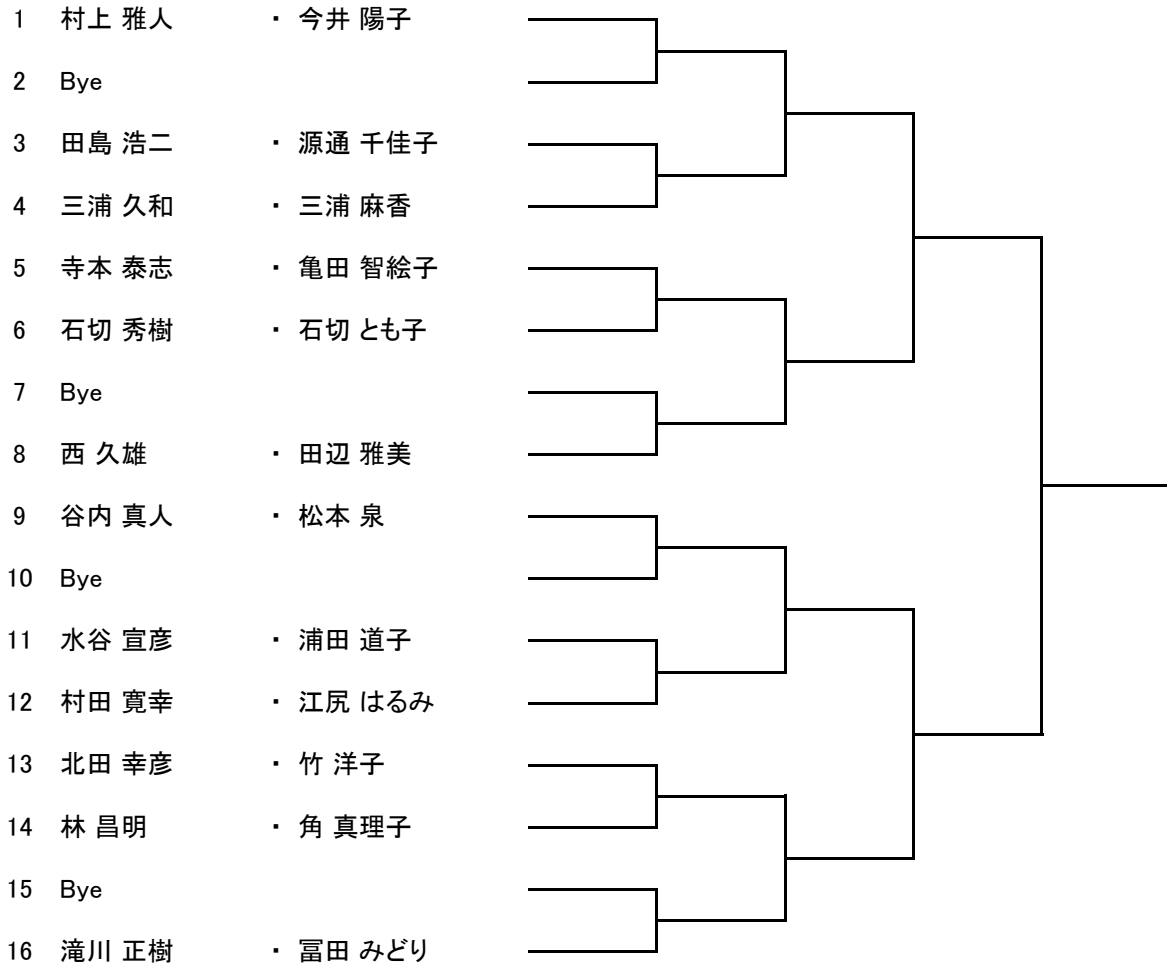 1 村上 雅人 ・ 今井 陽子
2 Bye
3 田島 浩二 ・ 源通 千佳子
4 三浦 久和 ・ 三浦 麻香
5 寺本 泰志 ・ 亀田 智絵子
6 石切 秀樹 ・ 石切 とも子
7 Bye
8 西 久雄 ・ 田辺 雅美
9 谷内 真人 ・ 松本 泉
10 Bye
11 水谷 宣彦 ・ 浦田 道子
12 村田 寛幸 ・ 江尻 はるみ
13 北田 幸彦 ・ 竹 洋子
14 林 昌明 ・ 角 真理子
15 Bye
16 滝川 正樹 ・ 冨田 みどり